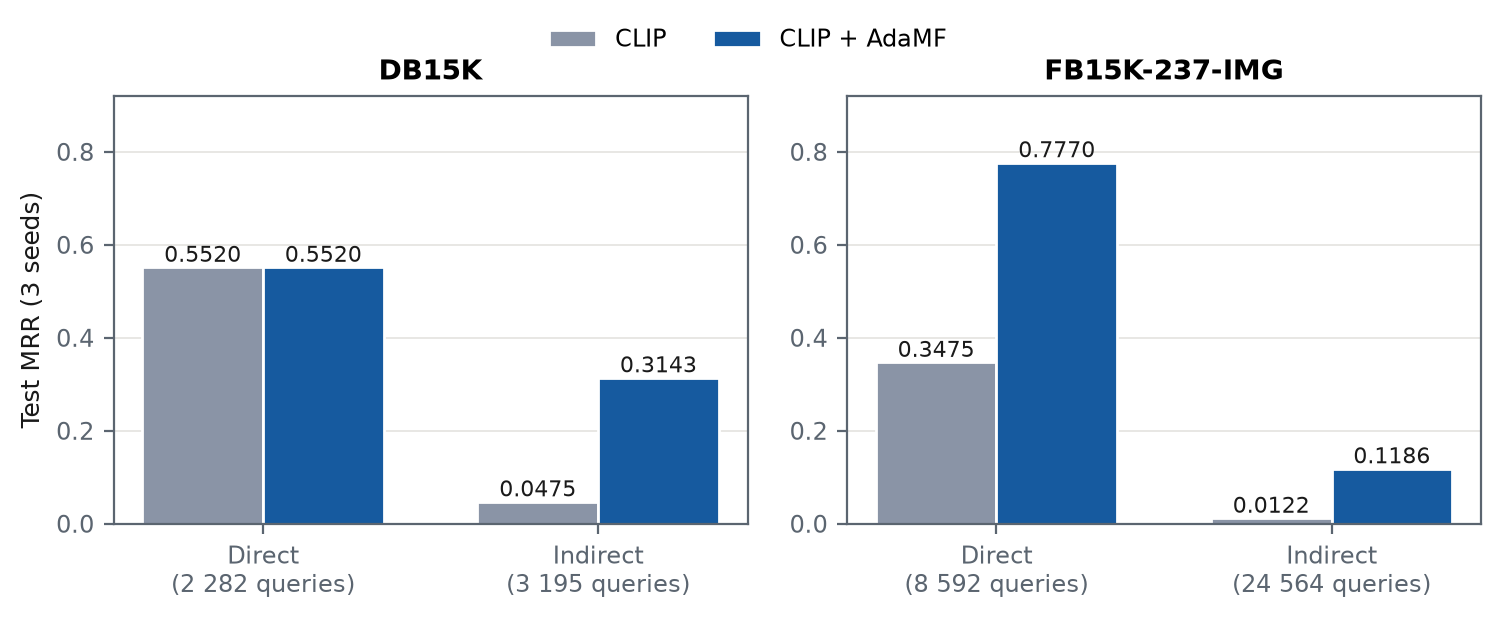 CLIP
CLIP + AdaMF
DB15K
FB15K-237-IMG
Test MRR (3 seeds)
0.8
0.6
0.4
0.2
0.0
0.5520
0.5520
0.0475
0.3143
Direct
(2 282 queries)
Indirect
(3 195 queries)
0.8
0.6
0.4
0.2
0.0
0.3475
0.7770
0.0122
0.1186
Direct
(8 592 queries)
Indirect
(24 564 queries)